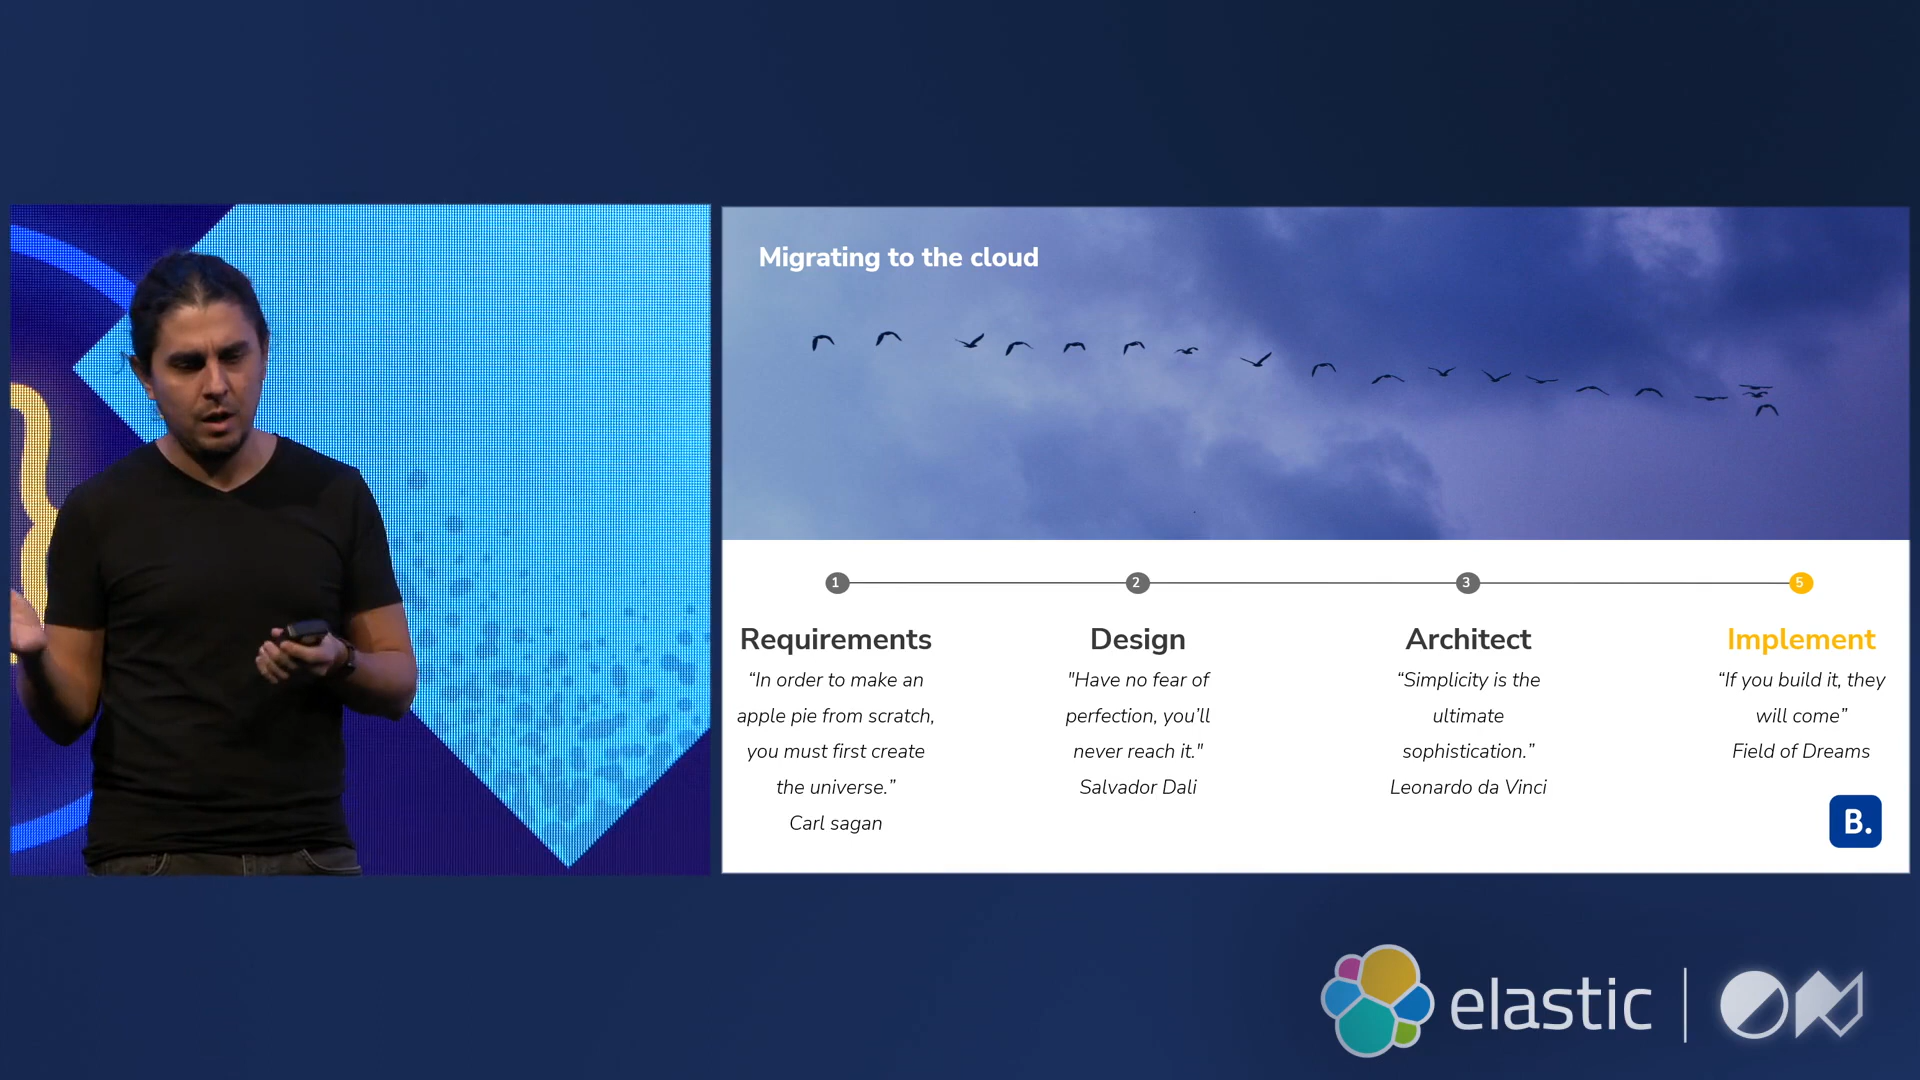 Migrating to the cloud
1
2
3
5
Requirements
“In order to make an
apple pie from scratch,
you must first create
the universe.”
Carl sagan
Design
"Have no fear of
perfection, you’ll
never reach it."
Salvador Dali
Architect
“Simplicity is the
ultimate
sophistication.”
Leonardo da Vinci
Implement
“If you build it, they
will come”
Field of Dreams
B.
elastic ON